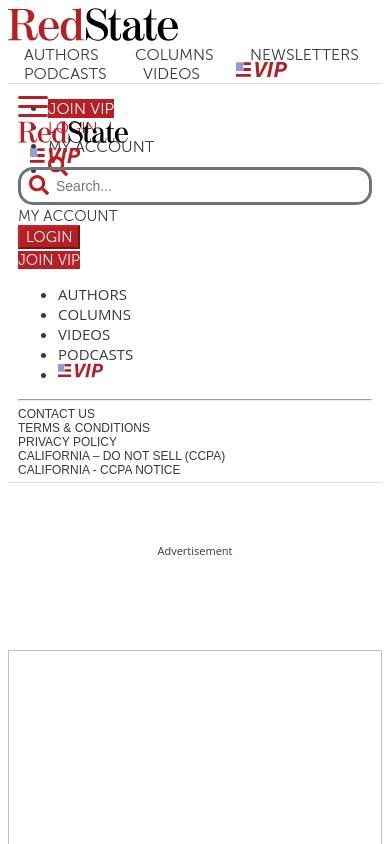 RedState
AUTHORS COLUMNS NEWSLETTERS
PODCASTS VIDEOS VIP
JOIN VIP
LOGIN
RedState
MY ACCOUNT
VIP
Search...
MY ACCOUNT
LOGIN
JOIN VIP
AUTHORS
COLUMNS
VIDEOS
PODCASTS
VIP
CONTACT US
TERMS & CONDITIONS
PRIVACY POLICY
CALIFORNIA – DO NOT SELL (CCPA)
CALIFORNIA - CCPA NOTICE
Advertisement